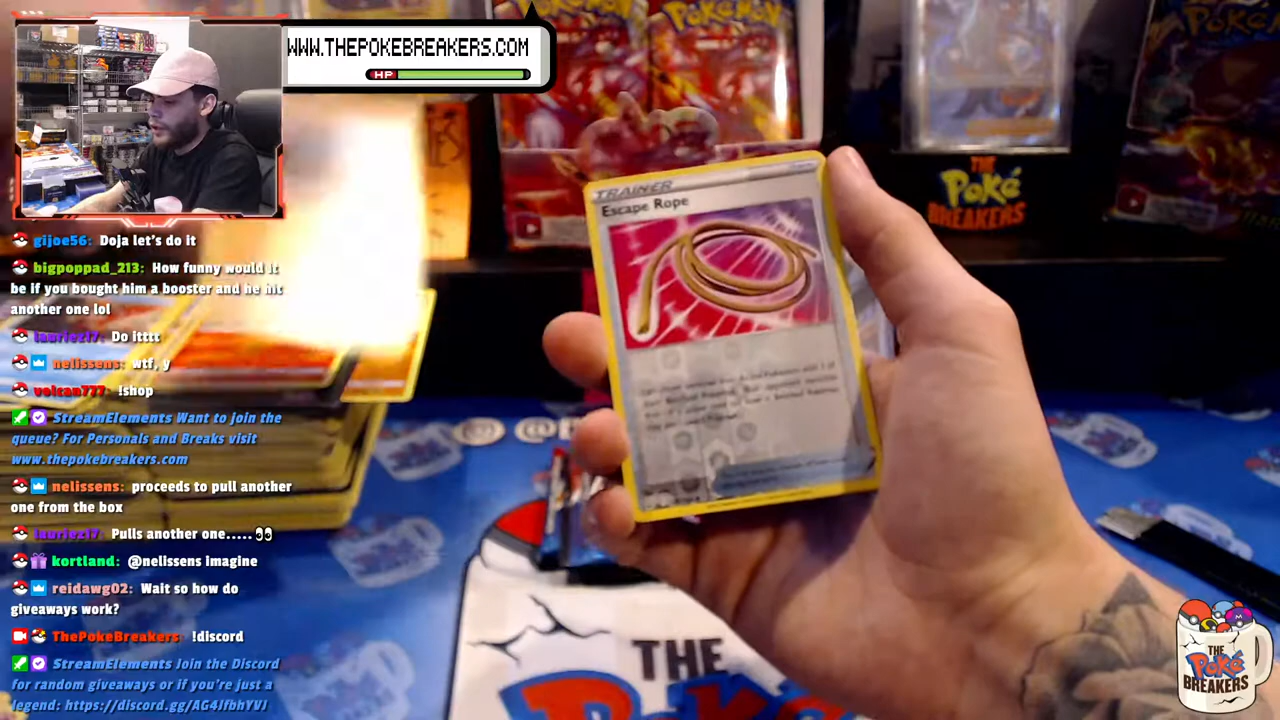 WWW.THEPOKEBREAKERS.COM
HP
gijoe56: Doja let's do it
bigpoppad_213: How funny would it
be if you bought him a booster and he hit
another one lol
lauriez17: Do itttt
nelissens: wtf, y
volcan777: !shop
StreamElements Want to join the
queue? For Personals and Breaks visit
www.thepokebreakers.com
nelissens: proceeds to pull another
one from the box
lauriez17: Pulls another one..... 👀
kortland: @nelissens imagine
reidawg02: Wait so how do
giveaways work?
ThePokeBreakers: !discord
StreamElements Join the Discord
for random giveaways or if you're just a
legend: https://discord.gg/AG4JfbhYVJ
POKéMON
POKéMON
THE
Poké
BREAKERS
TRAINER
Escape Rope
THE
THE
Poké
BREAKERS